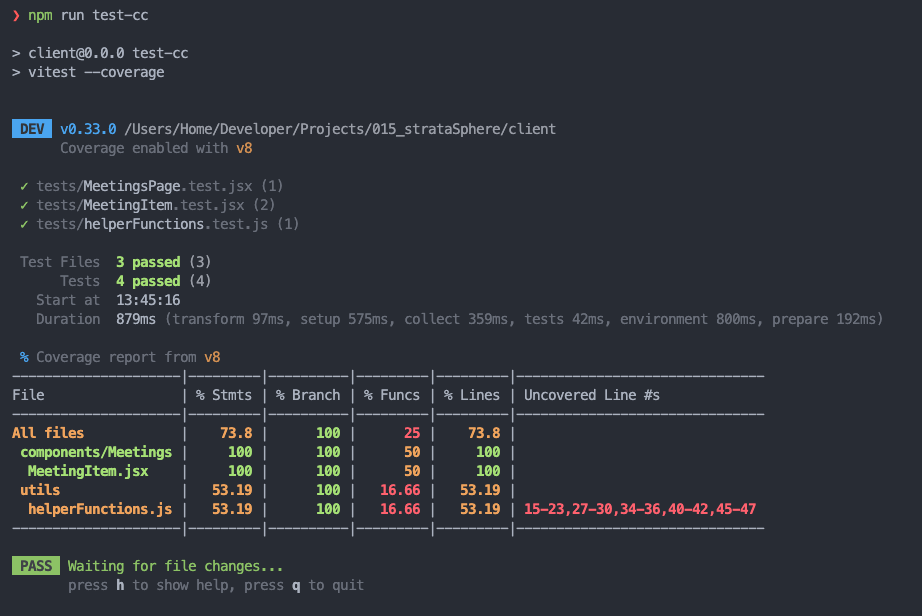 ❯ npm run test-cc
> client@0.0.0 test-cc
> vitest --coverage
DEV v0.33.0 /Users/Home/Developer/Projects/015_strataSphere/client
Coverage enabled with v8
✓ tests/MeetingsPage.test.jsx (1)
✓ tests/MeetingItem.test.jsx (2)
✓ tests/helperFunctions.test.js (1)
Test Files 3 passed (3)
Tests 4 passed (4)
Start at 13:45:16
Duration 879ms (transform 97ms, setup 575ms, collect 359ms, tests 42ms, environment 800ms, prepare 192ms)
% Coverage report from v8
---------------------|---------|----------|---------|---------|-------------------------------
File | % Stmts | % Branch | % Funcs | % Lines | Uncovered Line #s
---------------------|---------|----------|---------|---------|-------------------------------
All files | 73.8 | 100 | 25 | 73.8 |
components/Meetings | 100 | 100 | 50 | 100 |
MeetingItem.jsx | 100 | 100 | 50 | 100 |
utils | 53.19 | 100 | 16.66 | 53.19 |
helperFunctions.js | 53.19 | 100 | 16.66 | 53.19 | 15-23,27-30,34-36,40-42,45-47
---------------------|---------|----------|---------|---------|-------------------------------
PASS Waiting for file changes...
press h to show help, press q to quit